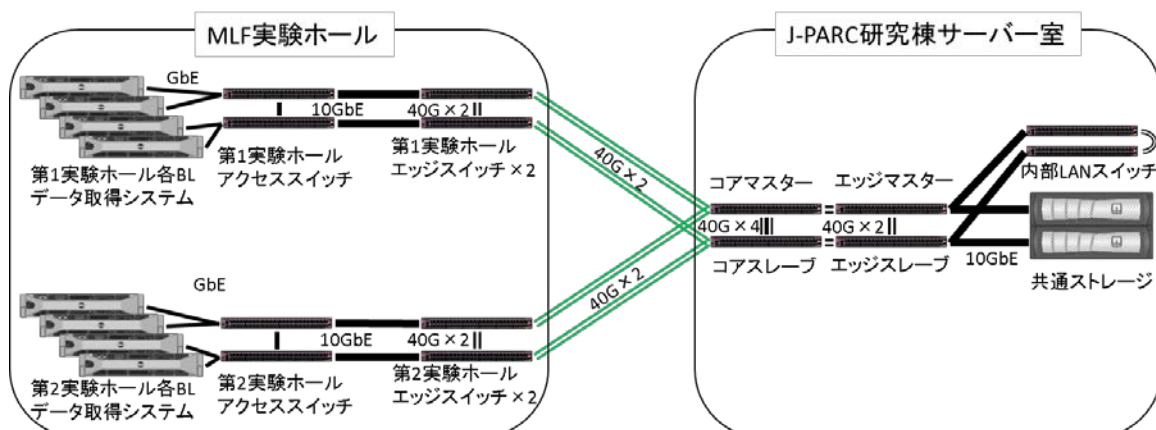 MLF実験ホール
J-PARC研究棟サーバー室
GbE
10GbE
40G×2
第1実験ホール各BL
データ取得システム
第1実験ホール
アクセススイッチ
第1実験ホール
エッジスイッチ×2
40G×2
コアマスター
エッジマスター
内部LANスイッチ
40G×4
40G×2
コアスレーブ
エッジスレーブ
10GbE
共通ストレージ
40G×2
GbE
10GbE
40G×2
第2実験ホール各BL
データ取得システム
第2実験ホール
アクセススイッチ
第2実験ホール
エッジスイッチ×2